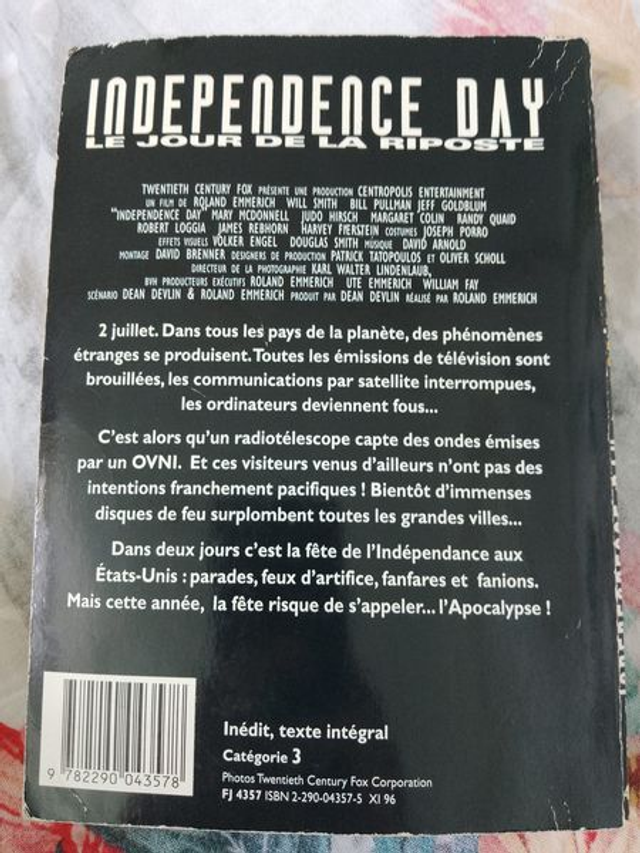 INDEPENDENCE DAY
LE JOUR DE LA RIPOSTE
TWENTIETH CENTURY FOX PRÉSENTE UNE PRODUCTION CENTROPOLIS ENTERTAINMENT
UN FILM DE ROLAND EMMERICH WILL SMITH BILL PULLMAN JEFF GOLDBLUM
"INDEPENDENCE DAY" MARY MCDONNELL JUDO HIRSCH MARGARET COLIN RANDY QUAID
ROBERT LOGGIA JAMES REBHORN HARVEY FIERSTEIN COSTUMES JOSEPH PORRO
EFFETS VISUELS VOLKER ENGEL DOUGLAS SMITH MUSIQUE DAVID ARNOLD
MONTAGE DAVID BRENNER DESIGNERS DE PRODUCTION PATRICK TATOPOULOS ET OLIVER SCHOLL
DIRECTEUR DE LA PHOTOGRAPHIE KARL WALTER LINDENLAUB,
BVH PRODUCTEURS EXÉCUTIFS ROLAND EMMERICH UTE EMMERICH WILLIAM FAY
SCÉNARIO DEAN DEVLIN & ROLAND EMMERICH PRODUIT PAR DEAN DEVLIN RÉALISÉ PAR ROLAND EMMERICH
2 juillet. Dans tous les pays de la planète, des phénomènes
étranges se produisent. Toutes les émissions de télévision sont
brouillées, les communications par satellite interrompues,
les ordinateurs deviennent fous...
C'est alors qu'un radiotélescope capte des ondes émises
par un OVNI. Et ces visiteurs venus d'ailleurs n'ont pas des
intentions franchement pacifiques ! Bientôt d'immenses
disques de feu surplombent toutes les grandes villes...
Dans deux jours c'est la fête de l'Indépendance aux
États-Unis : parades, feux d'artifice, fanfares et fanions.
Mais cette année, la fête risque de s'appeler... l'Apocalypse !
9 782290 043578
Inédit, texte intégral
Catégorie 3
Photos Twentieth Century Fox Corporation
FJ 4357 ISBN 2-290-04357-5 XI 96